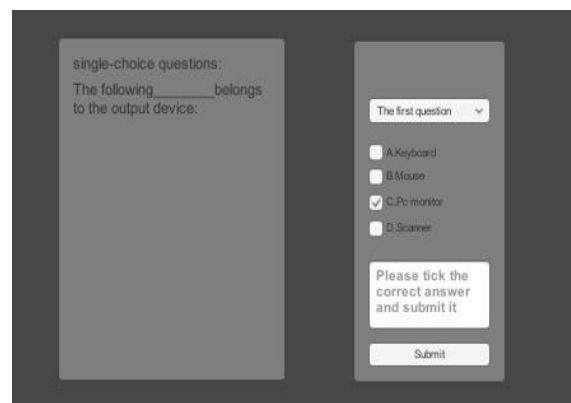 single-choice questions:
The following________belongs
to the output device:
The first question
A.Keyboard
B.Mouse
C.Pc monitor
D.Scanner
Please tick the
correct answer
and submit it
Submit